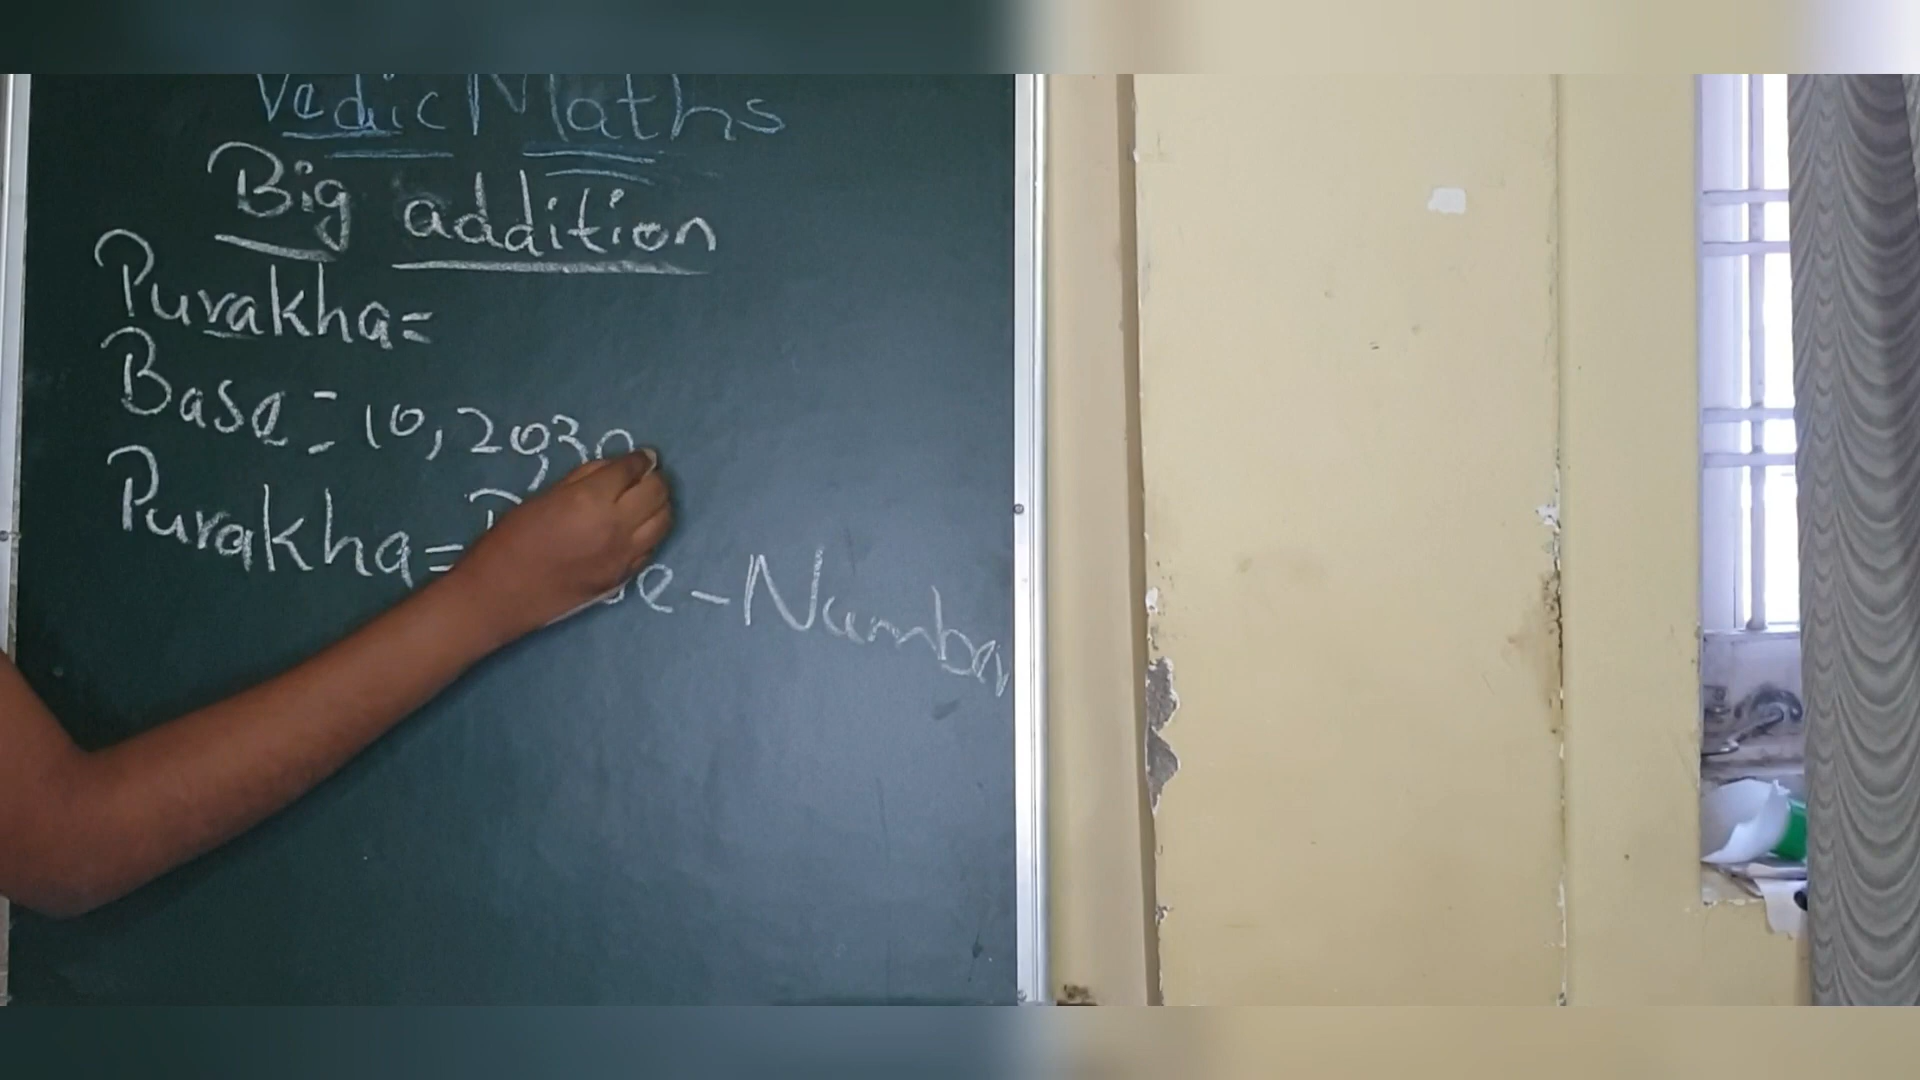 Vedic Maths
Big addition
Purakha=
Base = 10, 20,30
Purakha= -Number